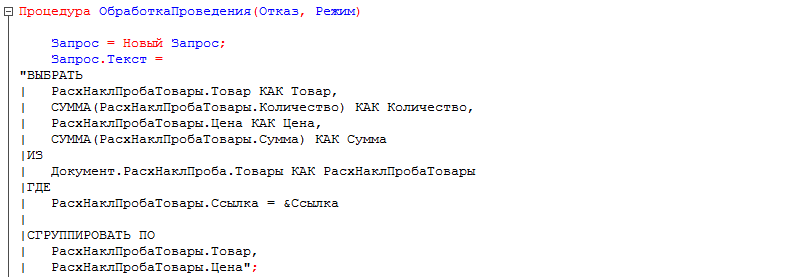 Процедура ОбработкаПроведения(Отказ, Режим)
Запрос = Новый Запрос;
Запрос.Текст =
"ВЫБРАТЬ
|   РасхНаклПробаТовары.Товар КАК Товар,
|   СУММА(РасхНаклПробаТовары.Количество) КАК Количество,
|   РасхНаклПробаТовары.Цена КАК Цена,
|   СУММА(РасхНаклПробаТовары.Сумма) КАК Сумма
|ИЗ
|   Документ.РасхНаклПроба.Товары КАК РасхНаклПробаТовары
|ГДЕ
|   РасхНаклПробаТовары.Ссылка = &Ссылка
|
|СГРУППИРОВАТЬ ПО
|   РасхНаклПробаТовары.Товар,
|   РасхНаклПробаТовары.Цена";